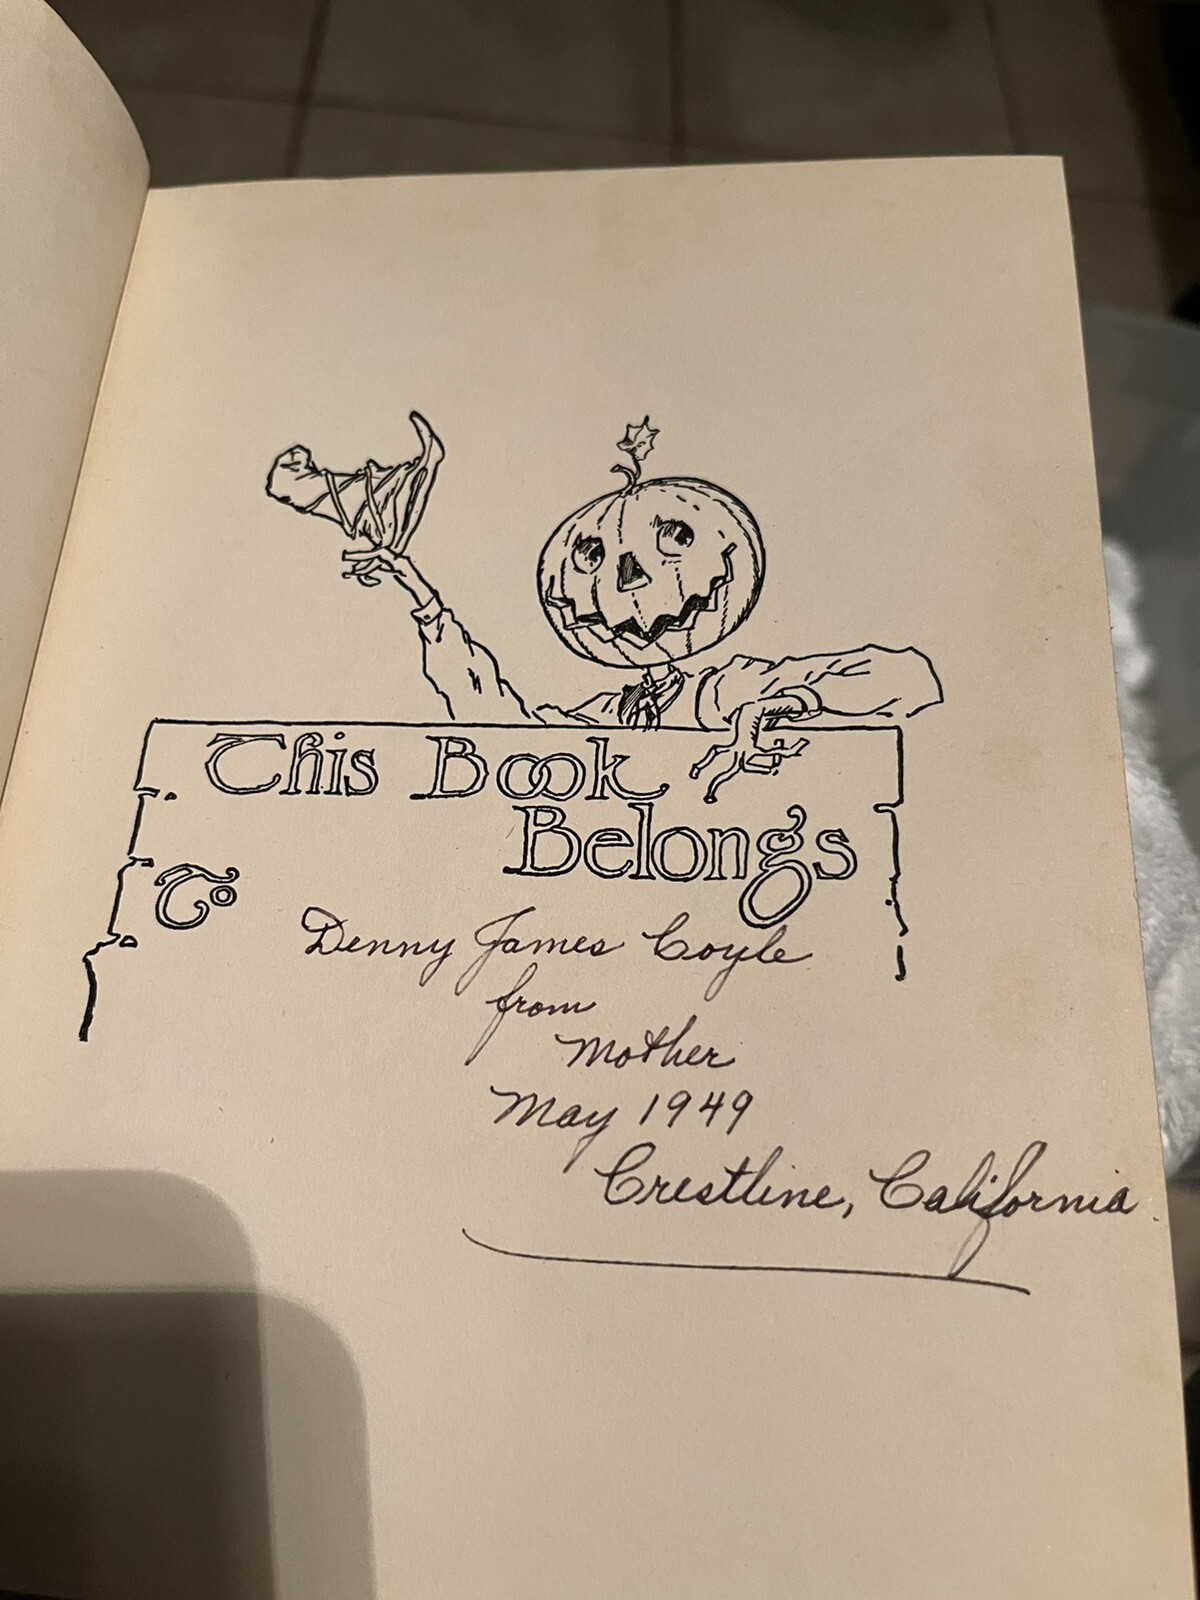 This Book
Belongs
To
Denny James Coyle
from
Mother
May 1949
Crestline, California